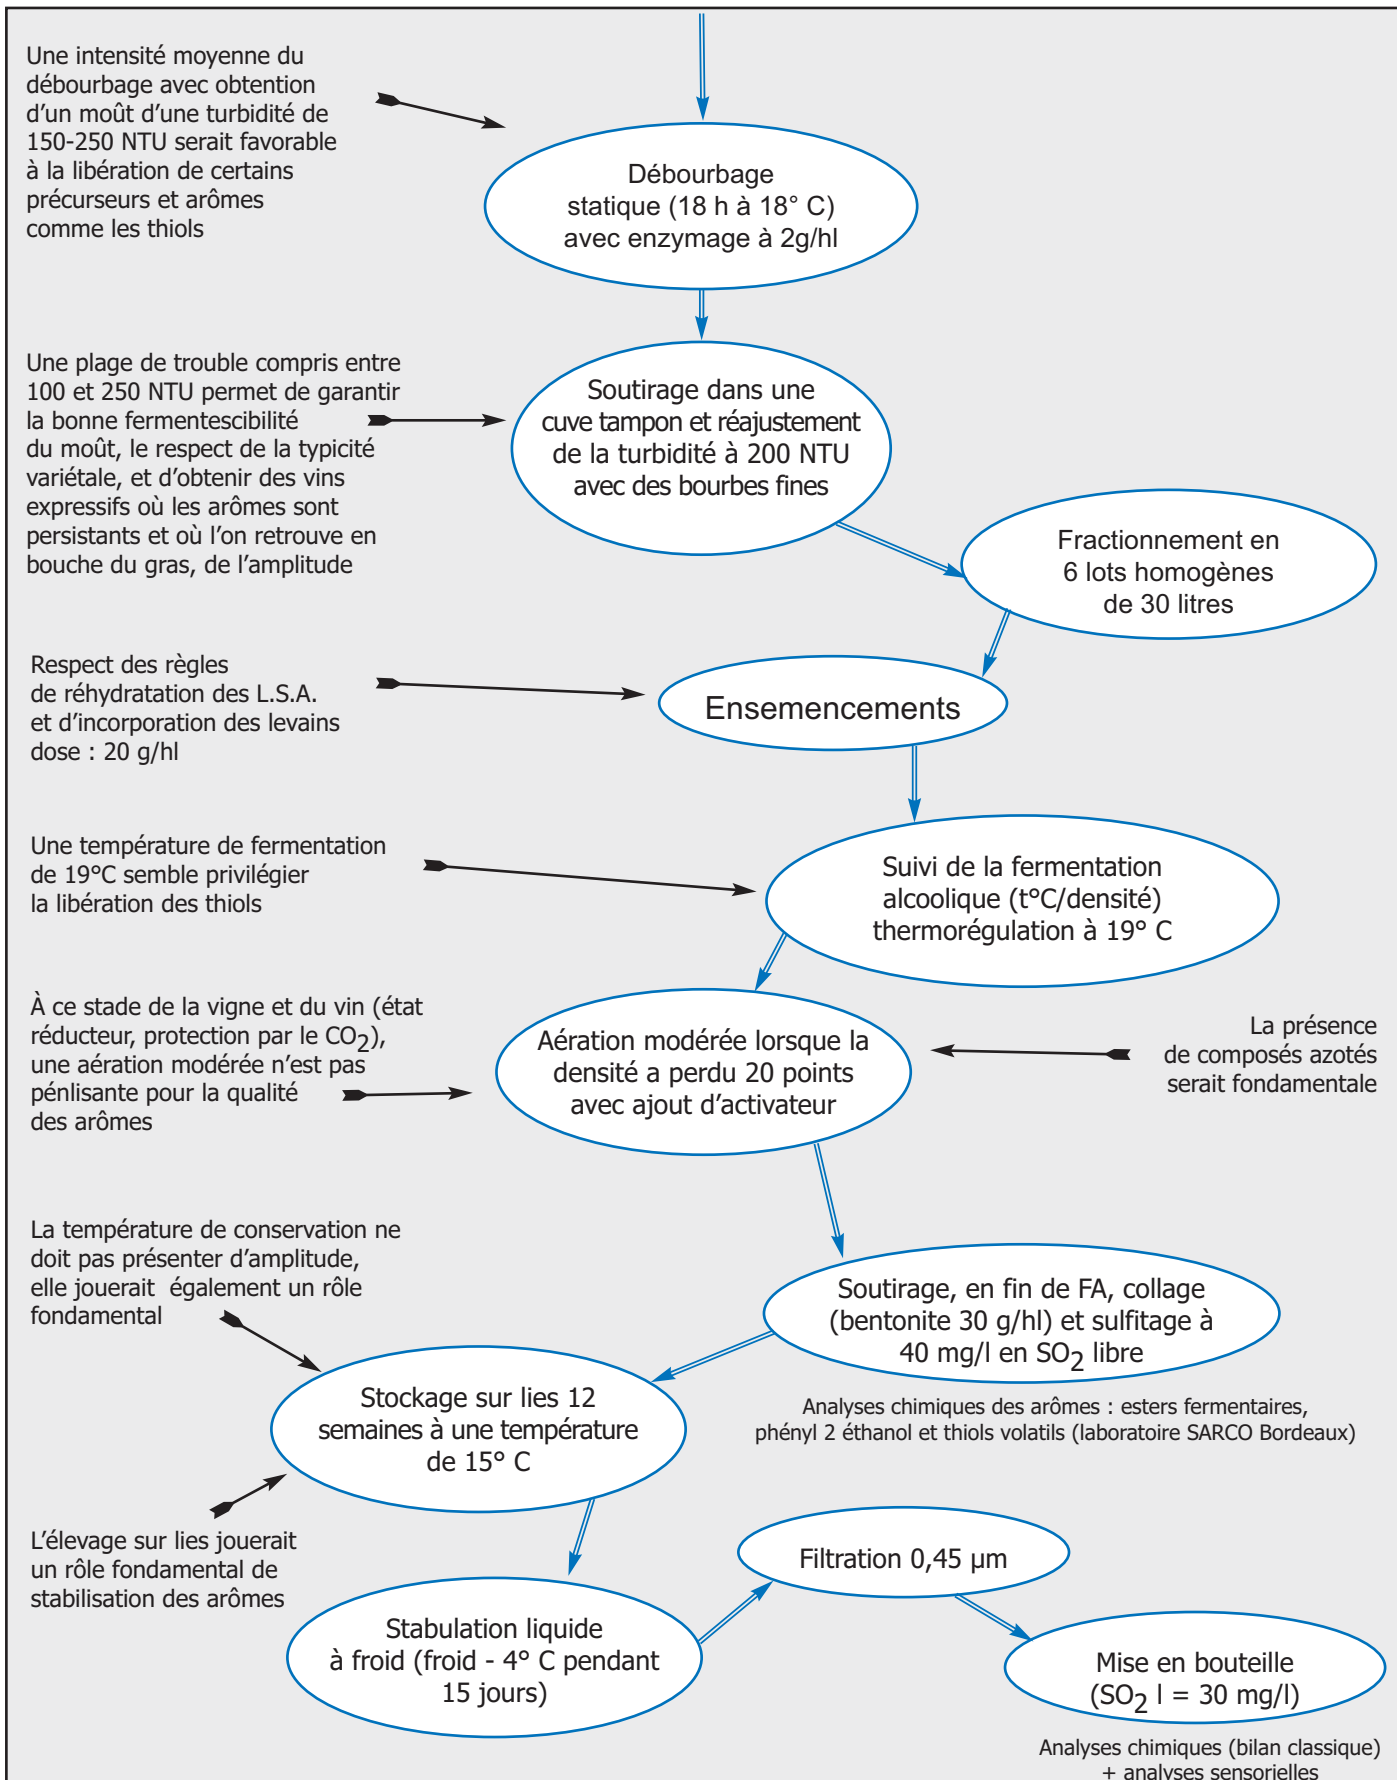 Une intensité moyenne du
débourbage avec obtention
d'un moût d'une turbidité de
150-250 NTU serait favorable
à la libération de certains
précurseurs et arômes
comme les thiols
Débourbage
statique (18 h à 18° C)
avec enzymage à 2g/hl
Une plage de trouble compris entre
100 et 250 NTU permet de garantir
la bonne fermentescibilité
du moût, le respect de la typicité
variétale, et d'obtenir des vins
expressifs où les arômes sont
persistants et où l'on retrouve en
bouche du gras, de l'amplitude
Soutirage dans une
cuve tampon et réajustement
de la turbidité à 200 NTU
avec des bourbes fines
Fractionnement en
6 lots homogènes
de 30 litres
Respect des règles
de réhydratation des L.S.A.
et d'incorporation des levains
dose : 20 g/hl
Ensemencements
Une température de fermentation
de 19°C semble privilégier
la libération des thiols
Suivi de la fermentation
alcoolique (t°C/densité)
thermorégulation à 19° C
À ce stade de la vigne et du vin (état
réducteur, protection par le CO2),
une aération modérée n'est pas
pénlisante pour la qualité
des arômes
Aération modérée lorsque la
densité a perdu 20 points
avec ajout d'activateur
La présence
de composés azotés
serait fondamentale
La température de conservation ne
doit pas présenter d'amplitude,
elle jouerait également un rôle
fondamental
Soutirage, en fin de FA, collage
(bentonite 30 g/hl) et sulfitage à
40 mg/l en SO2 libre
Analyses chimiques des arômes : esters fermentaires,
phényl 2 éthanol et thiols volatils (laboratoire SARCO Bordeaux)
Stockage sur lies 12
semaines à une température
de 15° C
L'élevage sur lies jouerait
un rôle fondamental de
stabilisation des arômes
Stabulation liquide
à froid (froid - 4° C pendant
15 jours)
Filtration 0,45 µm
Mise en bouteille
(SO2 l = 30 mg/l)
Analyses chimiques (bilan classique)
+ analyses sensorielles